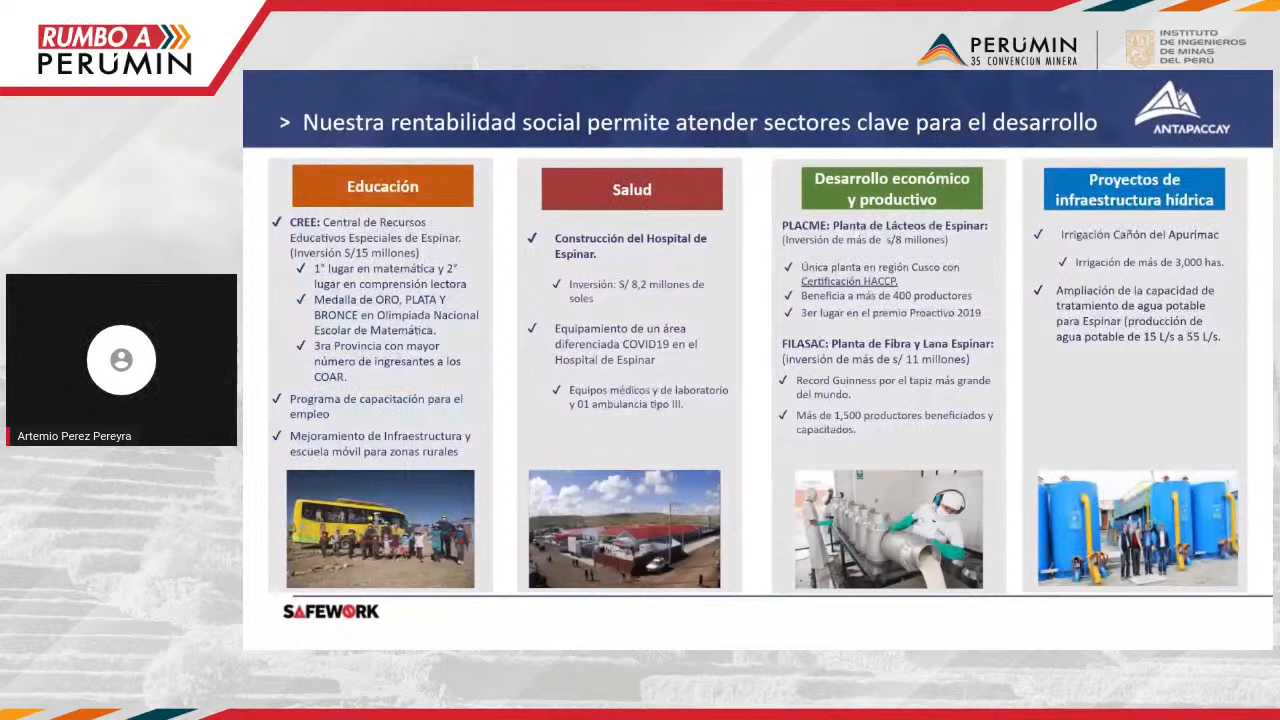 RUMBO A
PERÚMIN
PERÚMIN
35 CONVENCIÓN MINERA
INSTITUTO
DE INGENIEROS
DE MINAS
DEL PERÚ
> Nuestra rentabilidad social permite atender sectores clave para el desarrollo
ANTAPACCAY
Educación
✓ CREE: Central de Recursos
Educativos Especiales de Espinar.
(Inversión S/15 millones)
✓ 1° lugar en matemática y 2°
lugar en comprensión lectora
✓ Medalla de ORO, PLATA Y
BRONCE en Olimpiada Nacional
Escolar de Matemática.
✓ 3ra Provincia con mayor
número de ingresantes a los
COAR.
✓ Programa de capacitación para el
empleo
✓ Mejoramiento de Infraestructura y
escuela móvil para zonas rurales
Salud
✓ Construcción del Hospital de
Espinar.
✓ Inversión: S/ 8,2 millones de
soles
✓ Equipamiento de un área
diferenciada COVID19 en el
Hospital de Espinar
✓ Equipos médicos y de laboratorio
y 01 ambulancia tipo III.
Desarrollo económico
y productivo
PLACME: Planta de Lácteos de Espinar:
(Inversión de más de s/8 millones)
✓ Única planta en región Cusco con
Certificación HACCP.
✓ Beneficia a más de 400 productores
✓ 3er lugar en el premio Proactivo 2019
FILASAC: Planta de Fibra y Lana Espinar:
(inversión de más de s/ 11 millones)
✓ Record Guinness por el tapiz más grande
del mundo.
✓ Más de 1,500 productores beneficiados y
capacitados.
Proyectos de
infraestructura hídrica
✓ Irrigación Cañón del Apurímac
✓ Irrigación de más de 3,000 has.
✓ Ampliación de la capacidad de
tratamiento de agua potable
para Espinar (producción de
agua potable de 15 L/s a 55 L/s.
Artemio Perez Pereyra
SAFEWORK